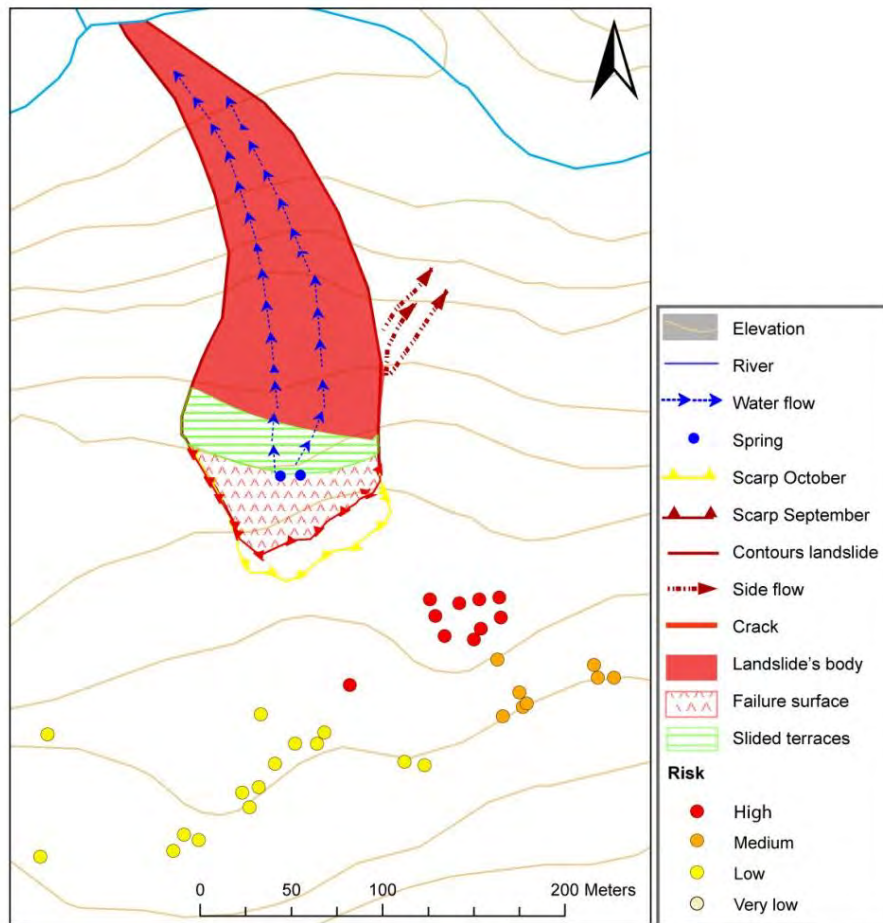 Elevation
River
Water flow
Spring
Scarp October
Scarp September
Contours landslide
Side flow
Crack
Landslide's body
Failure surface
Slided terraces
Risk
High
Medium
Low
Very low
0 50 100 200 Meters